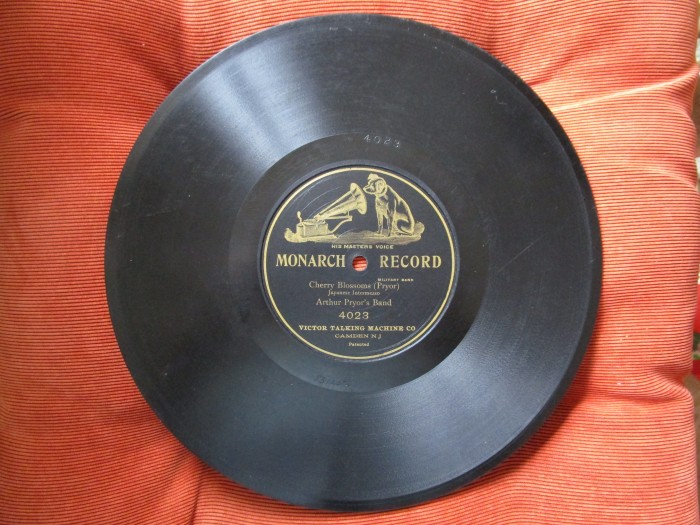 4023
HIS MASTERS VOICE
MONARCH RECORD
MILITARY BAND
Cherry Blossoms (Pryor)
Japanese Intermezzo
Arthur Pryor's Band
4023
VICTOR TALKING MACHINE CO.
CAMDEN N J
Patented